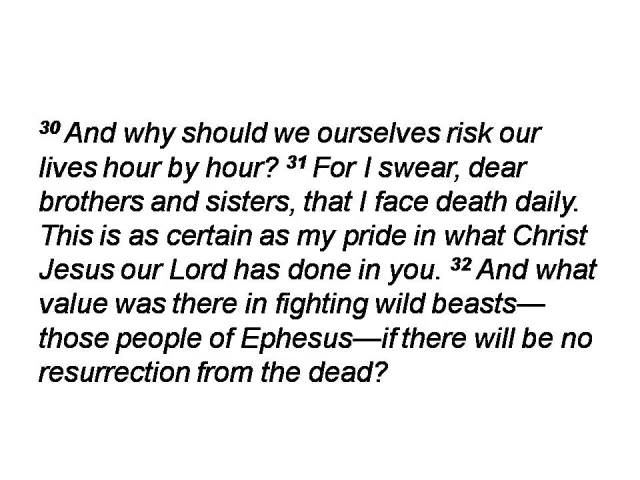 30 And why should we ourselves risk our
lives hour by hour? 31 For I swear, dear
brothers and sisters, that I face death daily.
This is as certain as my pride in what Christ
Jesus our Lord has done in you. 32 And what
value was there in fighting wild beasts—
those people of Ephesus—if there will be no
resurrection from the dead?